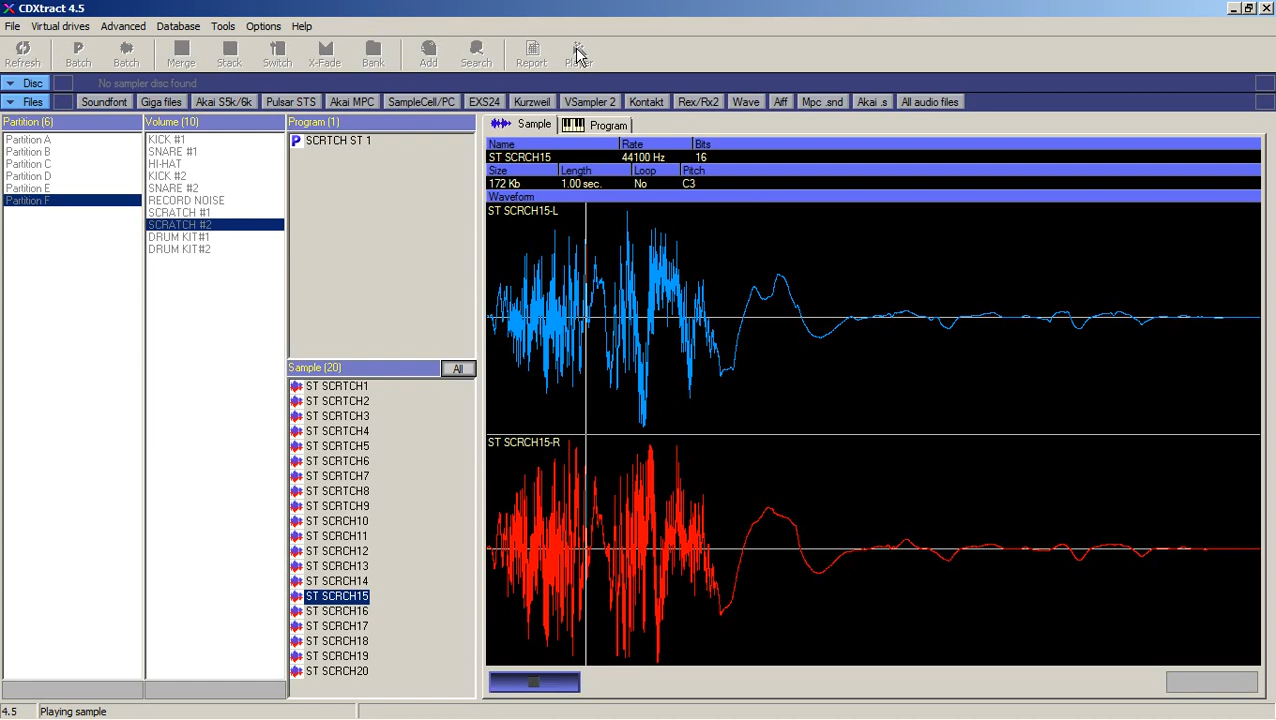 CDXtract 4.5
File Virtual drives Advanced Database Tools Options Help
Refresh Batch Batch Merge Stack Switch X-Fade Bank Add Search Report Player
Disc No sampler disc found
Files Soundfont Giga files Akai S5k/6k Pulsar STS Akai MPC SampleCell/PC EXS24 Kurzweil VSampler 2 Kontakt Rex/Rx2 Wave Aiff Mpc .snd Akai .s All audio files
Partition (6)
Partition A
Partition B
Partition C
Partition D
Partition E
Partition F
Volume (10)
KICK #1
SNARE #1
HI-HAT
KICK #2
SNARE #2
RECORD NOISE
SCRATCH #1
SCRATCH #2
DRUM KIT#1
DRUM KIT#2
Program (1)
SCRTCH ST 1
Sample (20) All
ST SCRTCH1
ST SCRTCH2
ST SCRTCH3
ST SCRTCH4
ST SCRTCH5
ST SCRTCH6
ST SCRTCH7
ST SCRTCH8
ST SCRTCH9
ST SCRCH10
ST SCRCH11
ST SCRCH12
ST SCRCH13
ST SCRCH14
ST SCRCH15
ST SCRCH16
ST SCRCH17
ST SCRCH18
ST SCRCH19
ST SCRCH20
Sample Program
Name Rate Bits
ST SCRCH15 44100 Hz 16
Size Length Loop Pitch
172 Kb 1.00 sec. No C3
Waveform
ST SCRCH15-L
ST SCRCH15-R
4.5 Playing sample